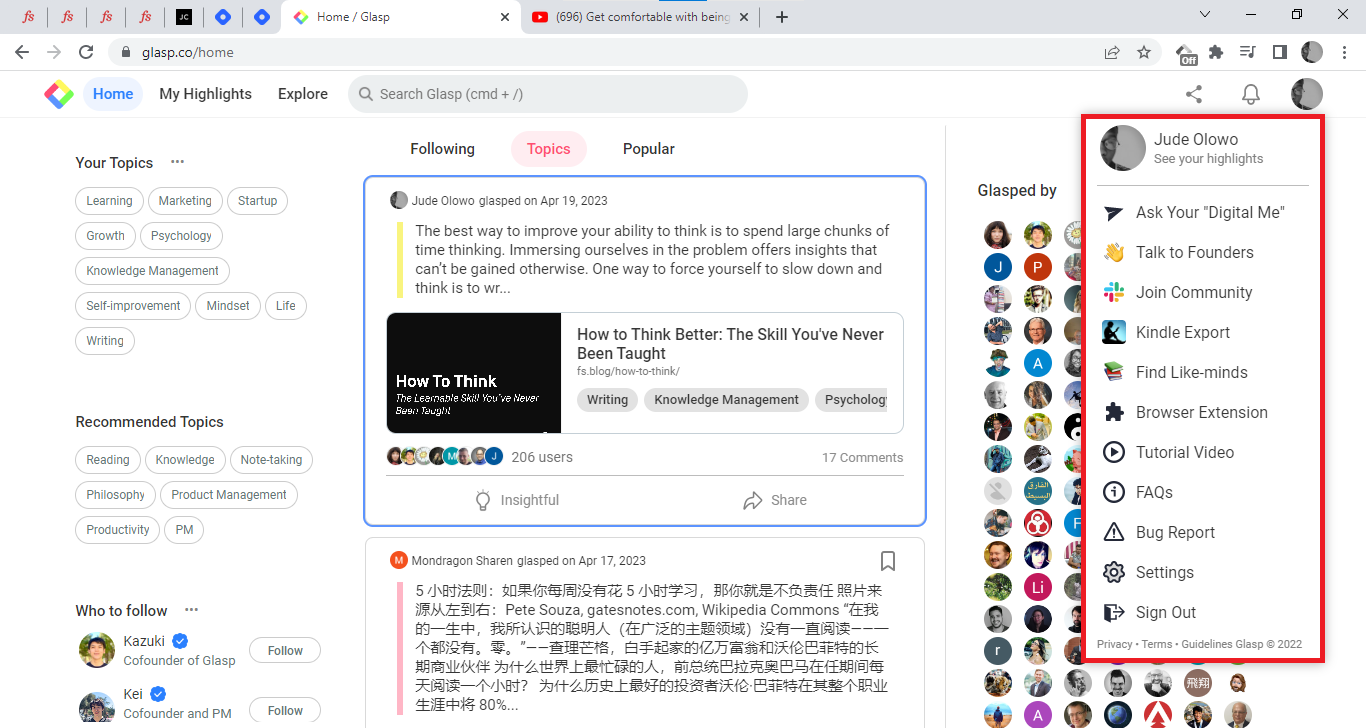 fs
fs
fs
fs
JC
Home / Glasp
(696) Get comfortable with being
glasp.co/home
Off
Home
My Highlights
Explore
Search Glasp (cmd + /)
Your Topics
Learning
Marketing
Startup
Growth
Psychology
Knowledge Management
Self-improvement
Mindset
Life
Writing
Recommended Topics
Reading
Knowledge
Note-taking
Philosophy
Product Management
Productivity
PM
Who to follow
Kazuki
Cofounder of Glasp
Follow
Kei
Cofounder and PM
Follow
Following
Topics
Popular
Jude Olowo glasped on Apr 19, 2023
The best way to improve your ability to think is to spend large chunks of
time thinking. Immersing ourselves in the problem offers insights that
can't be gained otherwise. One way to force yourself to slow down and
think is to wr...
How To Think
The Learnable Skill You've Never
Been Taught
How to Think Better: The Skill You've Never
Been Taught
fs.blog/how-to-think/
Writing
Knowledge Management
Psychology
M
J
206 users
17 Comments
Insightful
Share
M
Mondragon Sharen glasped on Apr 17, 2023
5 小时法则：如果你每周没有花 5 小时学习，那你就是不负责任 照片来
源从左到右：Pete Souza, gatesnotes.com, Wikipedia Commons “在我
的一生中，我所认识的聪明人（在广泛的主题领域）没有一直阅读——一
个都没有。零。”——查理芒格，白手起家的亿万富翁和沃伦巴菲特的长
期商业伙伴 为什么世界上最忙碌的人，前总统巴拉克奥巴马在任期间每
天阅读一个小时？ 为什么历史上最好的投资者沃伦·巴菲特在其整个职业
生涯中将 80%...
Glasped by
J
P
A
F
Li
r
飛翔
A
Jude Olowo
See your highlights
Ask Your "Digital Me"
Talk to Founders
Join Community
Kindle Export
Find Like-minds
Browser Extension
Tutorial Video
FAQs
Bug Report
Settings
Sign Out
Privacy • Terms • Guidelines Glasp © 2022